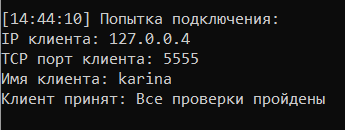 [14:44:10] Попытка подключения:
IP клиента: 127.0.0.4
TCP порт клиента: 5555
Имя клиента: karina
Клиент принят: Все проверки пройдены